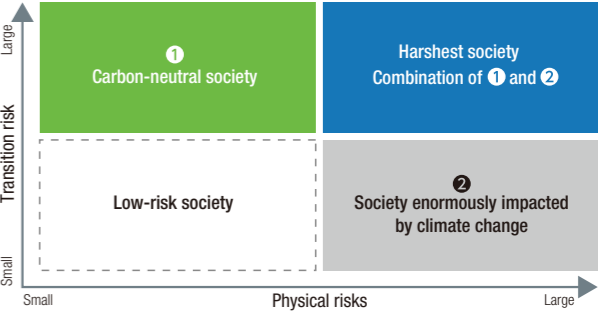 Large
Transition risk
Small
❶
Carbon-neutral society
Harshest society
Combination of ❶ and ❷
Low-risk society
❷
Society enormously impacted
by climate change
Small
Physical risks
Large